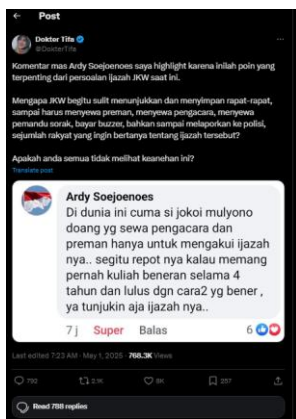 Post
Dokter Tifa
@DokterTifa
Komentar mas Ardy Soejoenoes saya highlight karena inilah poin yang
terpenting dari persoalan ijazah JKW saat ini.
Mengapa JKW begitu sulit menunjukkan dan menyimpan rapat-rapat,
sampai harus menyewa preman, menyewa pengacara, menyewa
pemandu sorak, bayar buzzer, bahkan sampai melaporkan ke polisi,
sejumlah rakyat yang ingin bertanya tentang ijazah tersebut?
Apakah anda semua tidak melihat keanehan ini?
Translate post
Ardy Soejoenoes
Di dunia ini cuma si jokoi mulyono
doang yg sewa pengacara dan
preman hanya untuk mengakui ijazah
nya.. segitu repot nya kalau memang
pernah kuliah beneran selama 4
tahun dan lulus dgn cara2 yg bener ,
ya tunjukin aja ijazah nya..
7 j Super Balas 6
Last edited 7:23 AM · May 1, 2025 · 768.3K Views
790 2.1K 8K 257
Read 788 replies